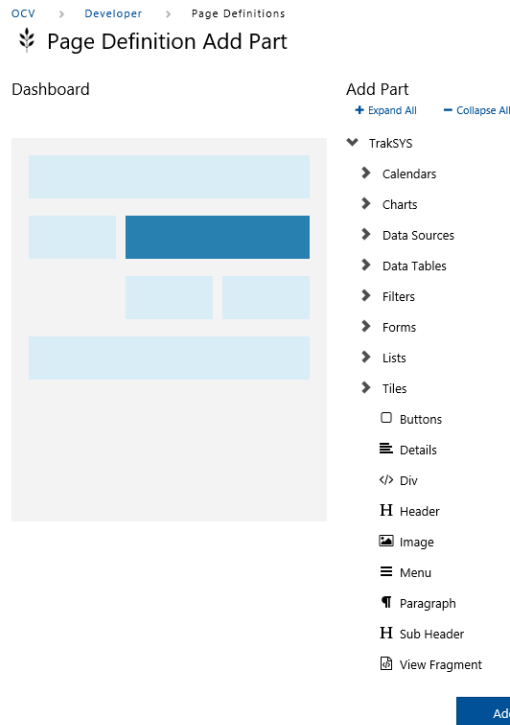 OCV > Developer > Page Definitions
Page Definition Add Part
Dashboard
Add Part
Expand All
Collapse All
TrakSYS
Calendars
Charts
Data Sources
Data Tables
Filters
Forms
Lists
Tiles
Buttons
Details
</> Div
H Header
Image
Menu
¶ Paragraph
H Sub Header
View Fragment
Add